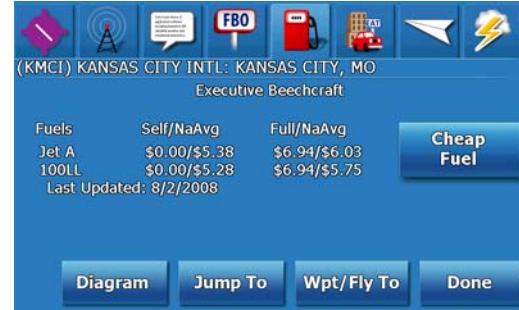 FBO
EAT
(KMCI) KANSAS CITY INTL: KANSAS CITY, MO
Executive Beechcraft
Fuels Self/NaAvg Full/NaAvg
Jet A $0.00/$5.38 $6.94/$6.03
100LL $0.00/$5.28 $6.94/$5.75
Last Updated: 8/2/2008
Cheap
Fuel
Diagram Jump To Wpt/Fly To Done